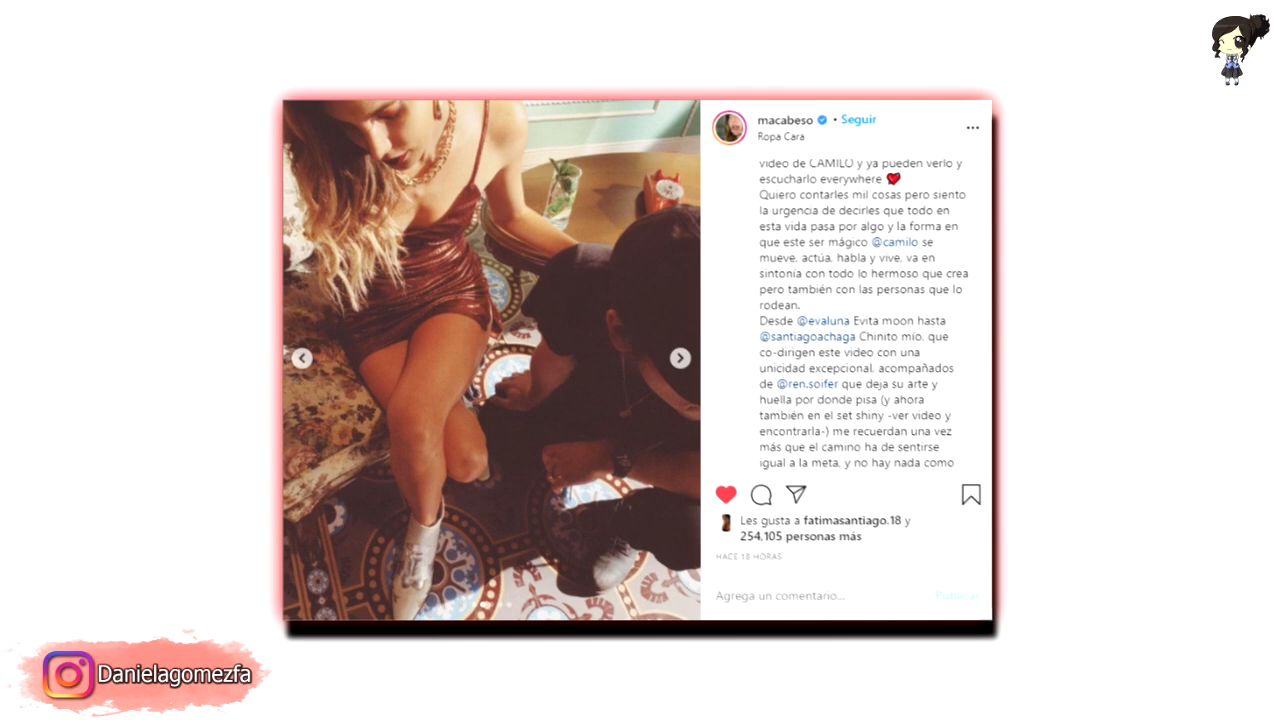 macabeso • Seguir
Ropa Cara
video de CAMILO y ya pueden verlo y
escucharlo everywhere
Quiero contarles mil cosas pero siento
la urgencia de decirles que todo en
esta vida pasa por algo y la forma en
que este ser mágico @camilo se
mueve, actúa, habla y vive, va en
sintonía con todo lo hermoso que crea
pero también con las personas que lo
rodean.
Desde @evaluna Evita moon hasta
@santiagoachaga Chinito mío, que
co-dirigen este video con una
unicidad excepcional, acompañados
de @ren.soifer que deja su arte y
huella por donde pisa (y ahora
también en el set shiny -ver video y
encontrarla-) me recuerdan una vez
más que el camino ha de sentirse
igual a la meta, y no hay nada como
Les gusta a fatimasantiago.18 y
254,105 personas más
HACE 18 HORAS
Agrega un comentario... Publicar
Danielagomezfa